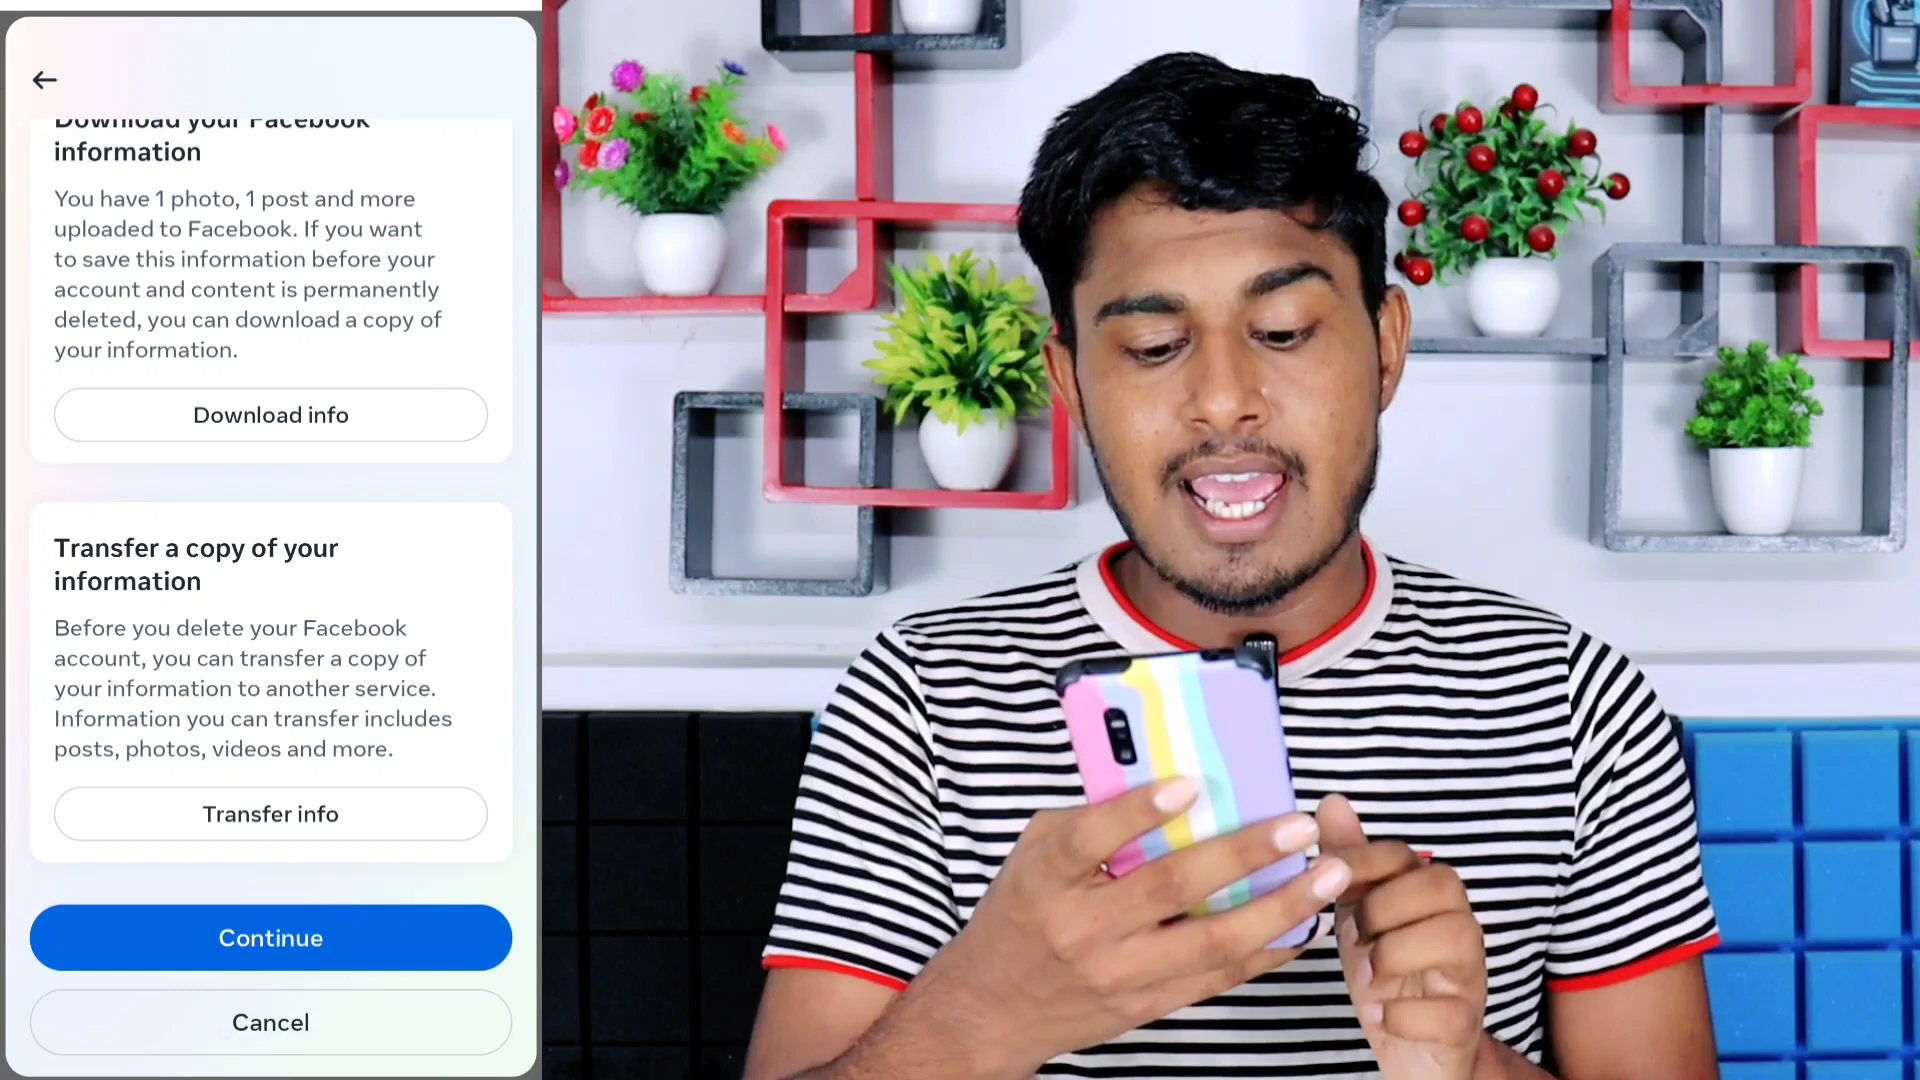 Download your Facebook
information
You have 1 photo, 1 post and more
uploaded to Facebook. If you want
to save this information before your
account and content is permanently
deleted, you can download a copy of
your information.
Download info
Transfer a copy of your
information
Before you delete your Facebook
account, you can transfer a copy of
your information to another service.
Information you can transfer includes
posts, photos, videos and more.
Transfer info
Continue
Cancel